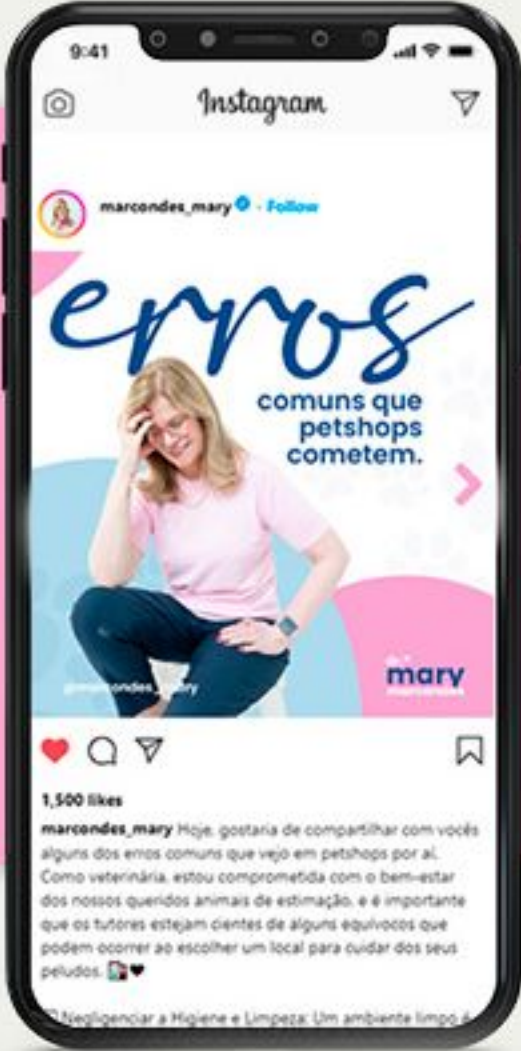 9:41
Instagram
marcondes_mary · Follow
erros
comuns que
petshops
cometem.
mary
marcondes
1,500 likes
marcondes_mary Hoje, gostaria de compartilhar com vocês
alguns dos erros comuns que vejo em petshops por aí.
Como veterinária, estou comprometida com o bem-estar
dos nossos queridos animais de estimação, e é importante
que os tutores estejam cientes de alguns equívocos que
podem ocorrer ao escolher um local para cuidar dos seus
peludos.
Negligenciar a Higiene e Limpeza: Um ambiente limpo é